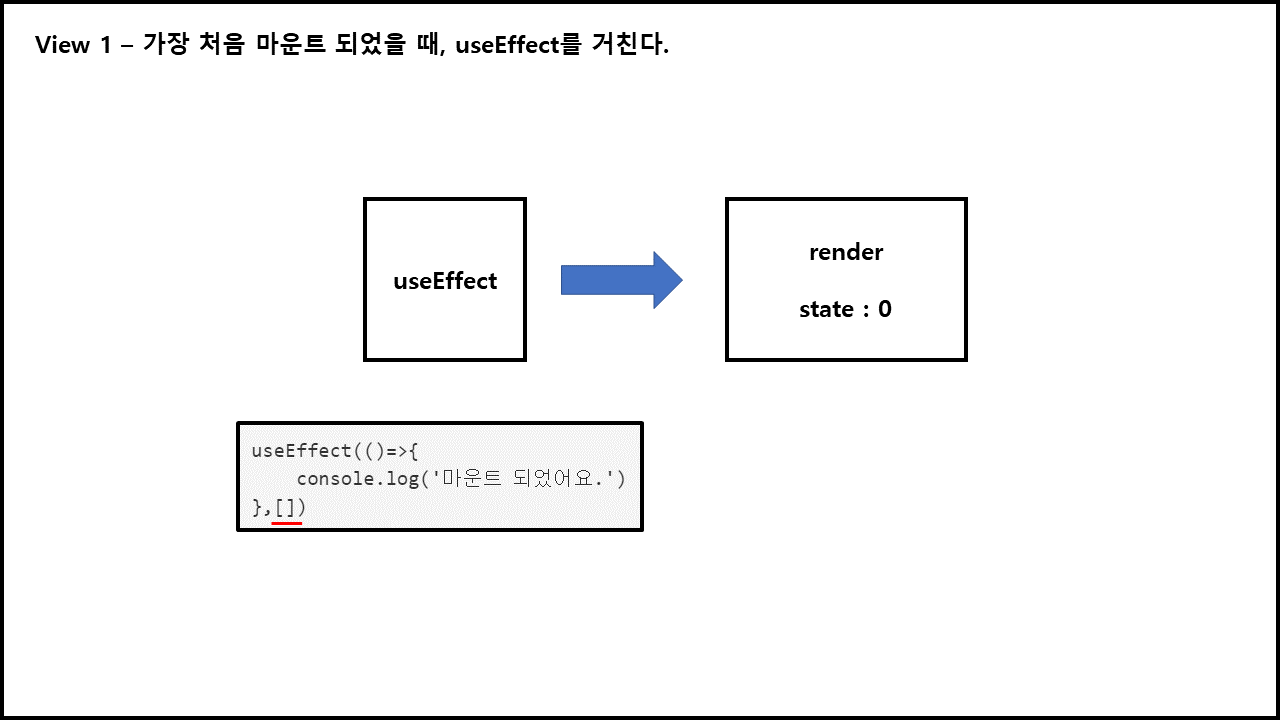 View 1 – 가장 처음 마운트 되었을 때, useEffect를 거친다.
useEffect
render
state : 0
useEffect(()=>{
    console.log('마운트 되었어요.')
},[])